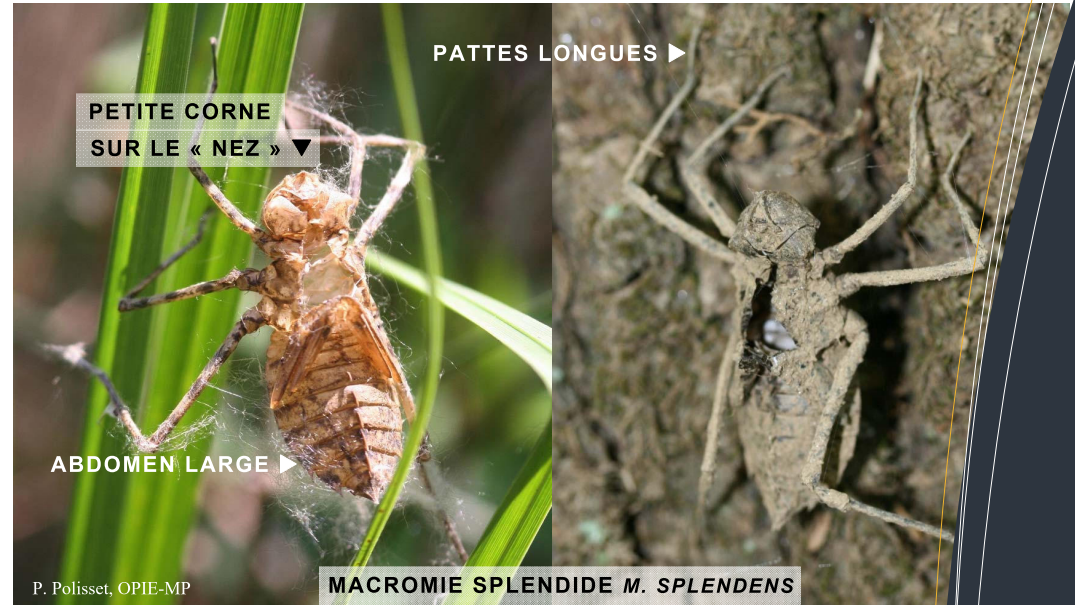 PATTES LONGUES ▶
PETITE CORNE
SUR LE « NEZ » ▼
ABDOMEN LARGE ▶
P. Polisset, OPIE-MP
MACROMIE SPLENDIDE M. SPLENDENS